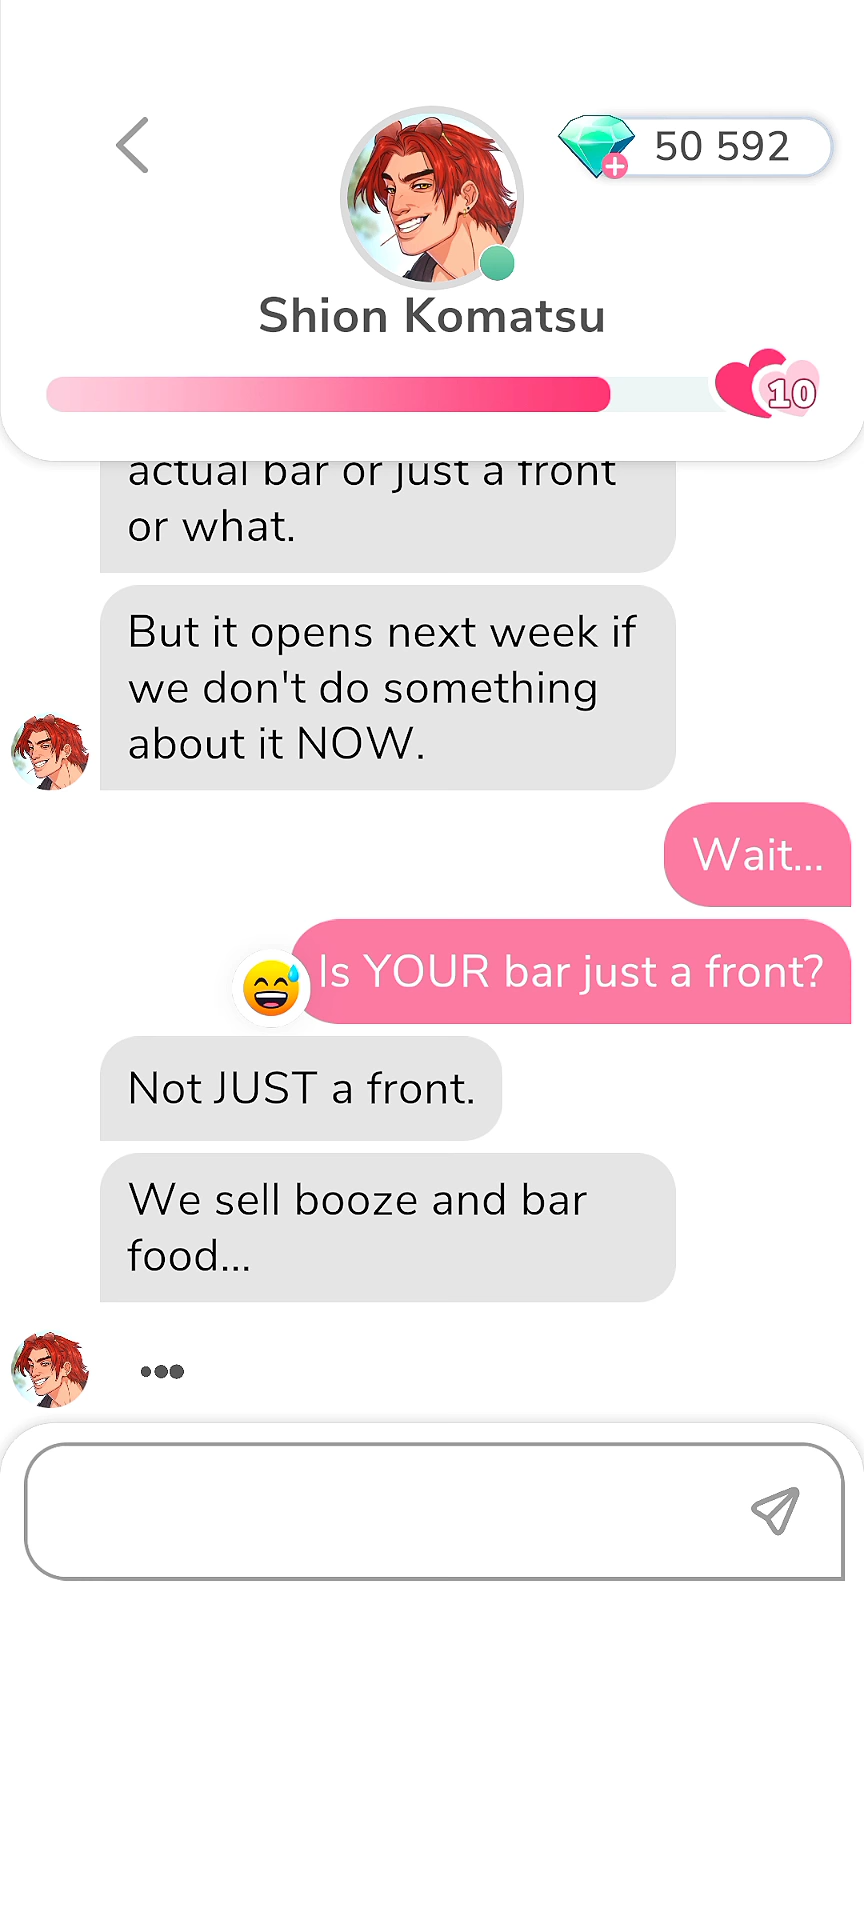 50 592
Shion Komatsu
10
actual bar or just a front
or what.
But it opens next week if
we don't do something
about it NOW.
Wait...
Is YOUR bar just a front?
Not JUST a front.
We sell booze and bar
food...